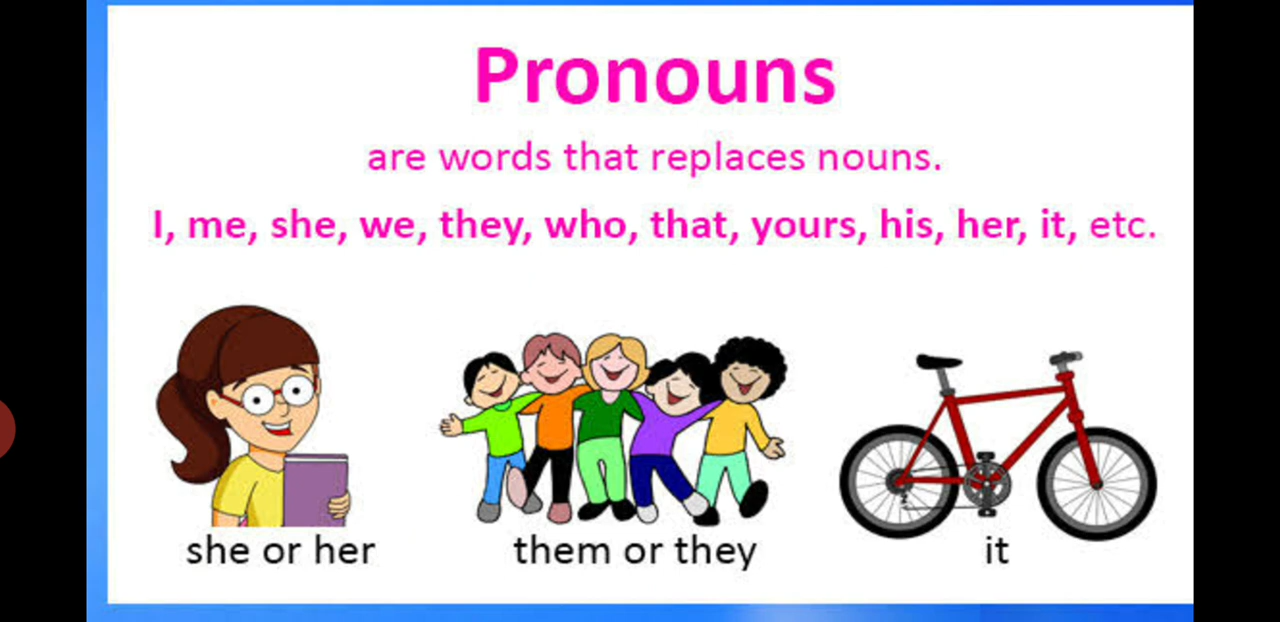 Pronouns
are words that replaces nouns.
I, me, she, we, they, who, that, yours, his, her, it, etc.
she or her
them or they
it